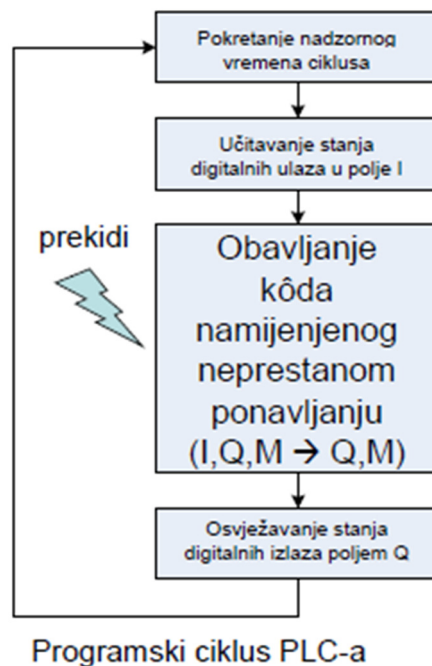 Pokretanje nadzornog
vremena ciklusa
Učitavanje stanja
digitalnih ulaza u polje I
prekidi
Obavljanje
kôda
namijenjenog
neprestanom
ponavljanju
(I,Q,M → Q,M)
Osvježavanje stanja
digitalnih izlaza poljem Q
Programski ciklus PLC-a